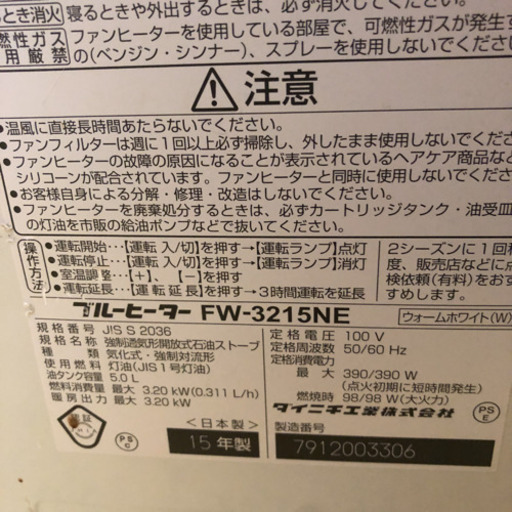 るとき消火 寝るときや外出するときは、必ず消火してくだ
燃性ガス ファンヒーターを使用している部屋で、可燃性ガスが発生す
用厳禁 の(ベンジン・シンナー)、スプレーを使用しないでください。
注意
●温風に直接長時間あたらないでください。
●ファンフィルターは週に1回以上必ず掃除し、外したまま使用しないでください
●ファンヒーターの故障の原因になることが表示されているヘアケア商品など
シリコーンが配合されています。ファンヒーターと同時に使用しないでください
●お客様自身による分解・修理・改造はしないでください。
●ファンヒーターを廃棄処分するときは、必ずカートリッジタンク・油受皿
の灯油を市販の給油ポンプなどで抜いてください。
操作方法
●運転開始…【運転 入/切】を押す→【運転ランプ】点灯
●運転停止…【運転 入/切】を押す→【運転ランプ】消灯
●室温調整…【+】、【-】を押す
●運転延長…【運転延長】を押す→3時間運転を延長
2シーズンに1回程
度、販売店などに点
検依頼(有料)をおす
すめします。
ブルーヒーター FW-3215NE
ウォームホワイト(W)
規格番号 JIS S 2036
規格名称 強制通気形開放式石油ストーブ
種類 気化式・強制対流形
使用燃料 灯油(JIS1号灯油)
油タンク容量 5.0 L
燃料消費量 最大 3.20 kW(0.311 L/h)
暖房出力 最大 3.20 kW
定格電圧 100 V
定格周波数 50/60 Hz
定格消費電力
最大 390/390 W
(点火初期に短時間発生)
燃焼時 98/98 W(大火力)
ダイニチ工業株式会社
PS E
認証
PS C
<日本製>
15年製
製造番号
7912003306